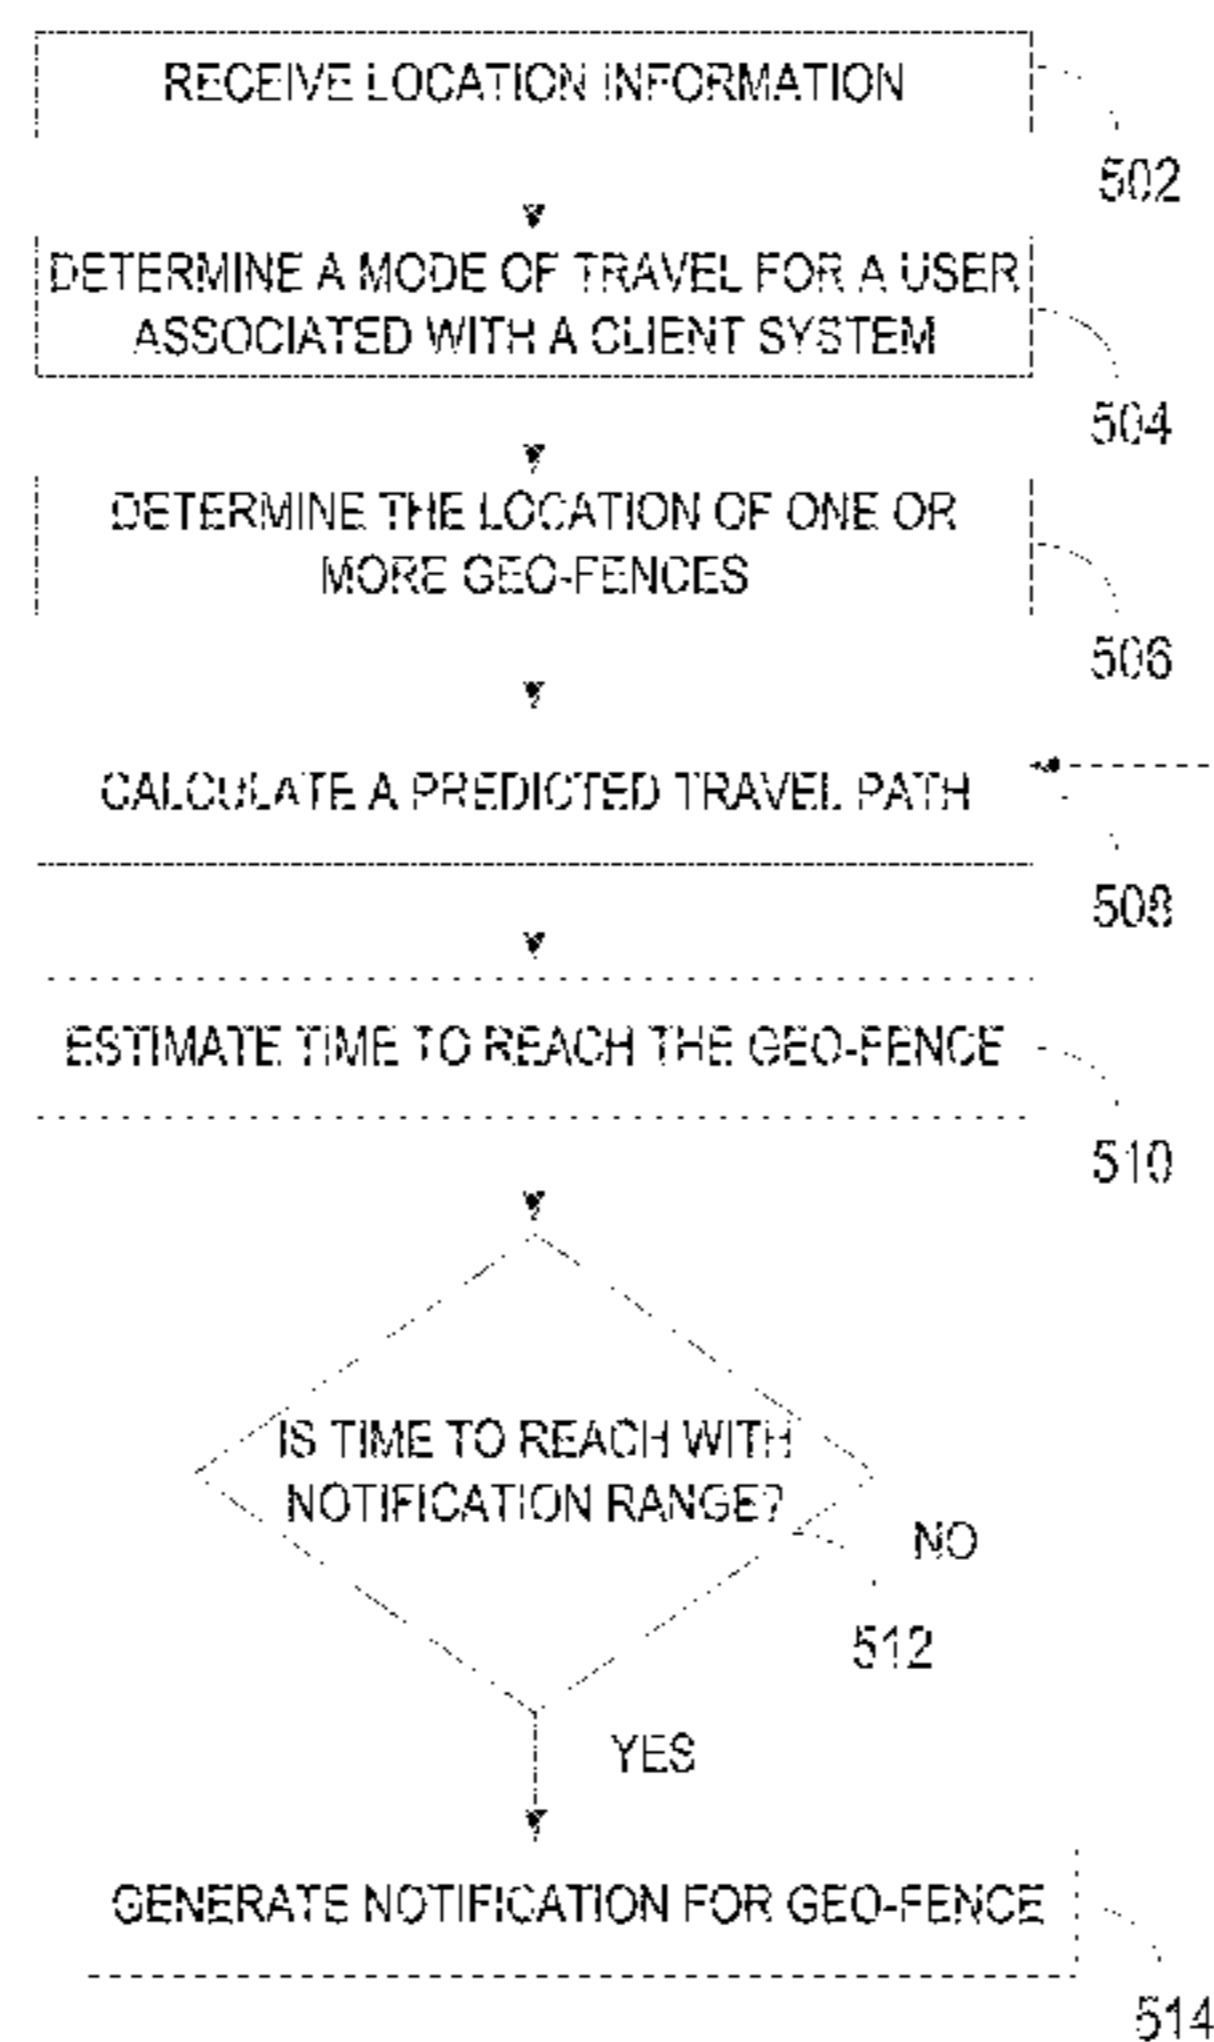 RECEIVE LOCATION INFORMATION
502
DETERMINE A MODE OF TRAVEL FOR A USER
ASSOCIATED WITH A CLIENT SYSTEM
504
DETERMINE THE LOCATION OF ONE OR
MORE GEO-FENCES
506
CALCULATE A PREDICTED TRAVEL PATH
508
ESTIMATE TIME TO REACH THE GEO-FENCE
510
IS TIME TO REACH WITH
NOTIFICATION RANGE?
NO
512
YES
GENERATE NOTIFICATION FOR GEO-FENCE
514